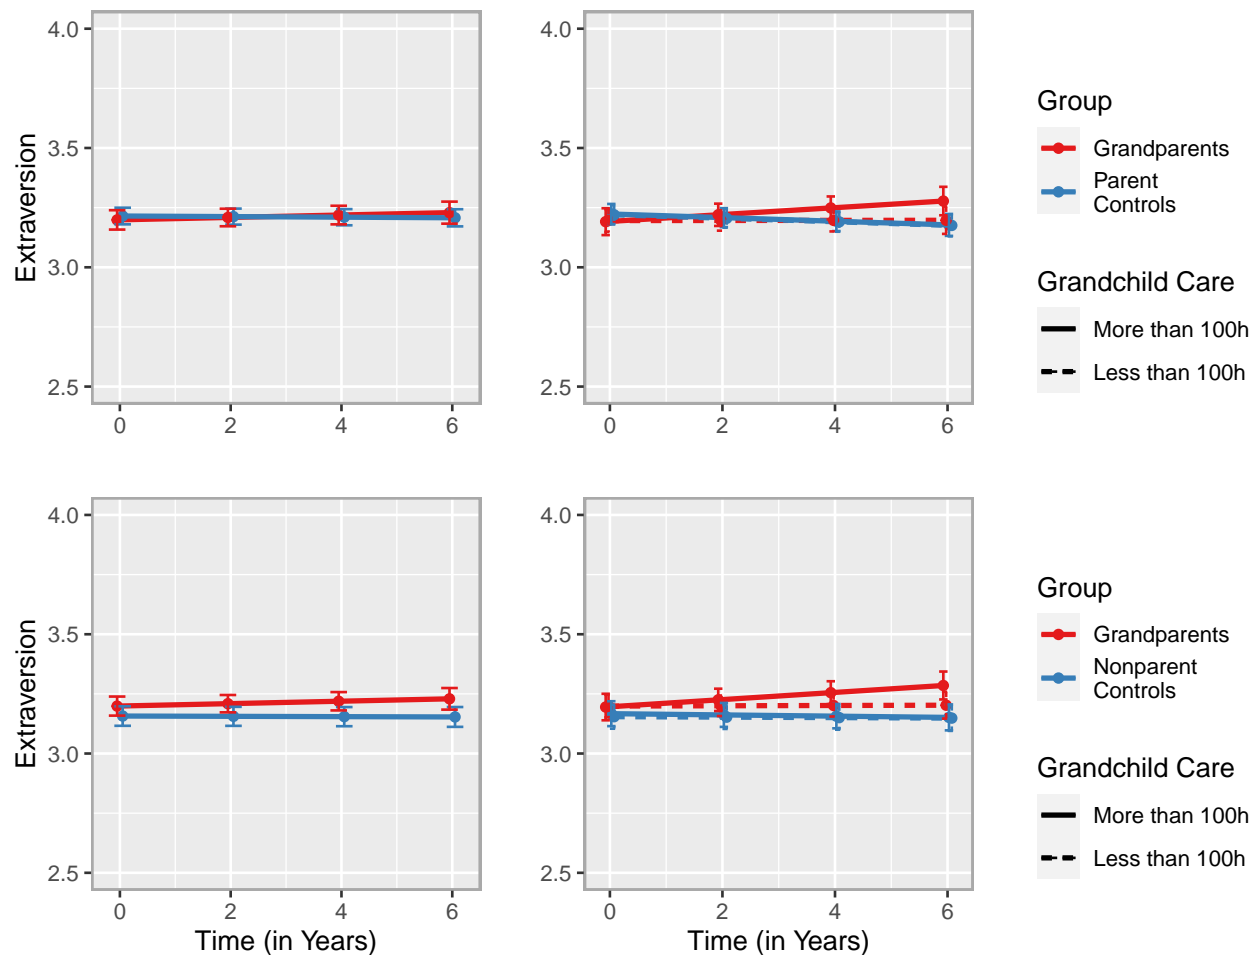 4.0
3.5
3.0
2.5
Extraversion
0 2 4 6
4.0
3.5
3.0
2.5
0 2 4 6
Group
Grandparents
Parent
Controls
Grandchild Care
More than 100h
Less than 100h
4.0
3.5
3.0
2.5
Extraversion
0 2 4 6
Time (in Years)
4.0
3.5
3.0
2.5
0 2 4 6
Time (in Years)
Group
Grandparents
Nonparent
Controls
Grandchild Care
More than 100h
Less than 100h